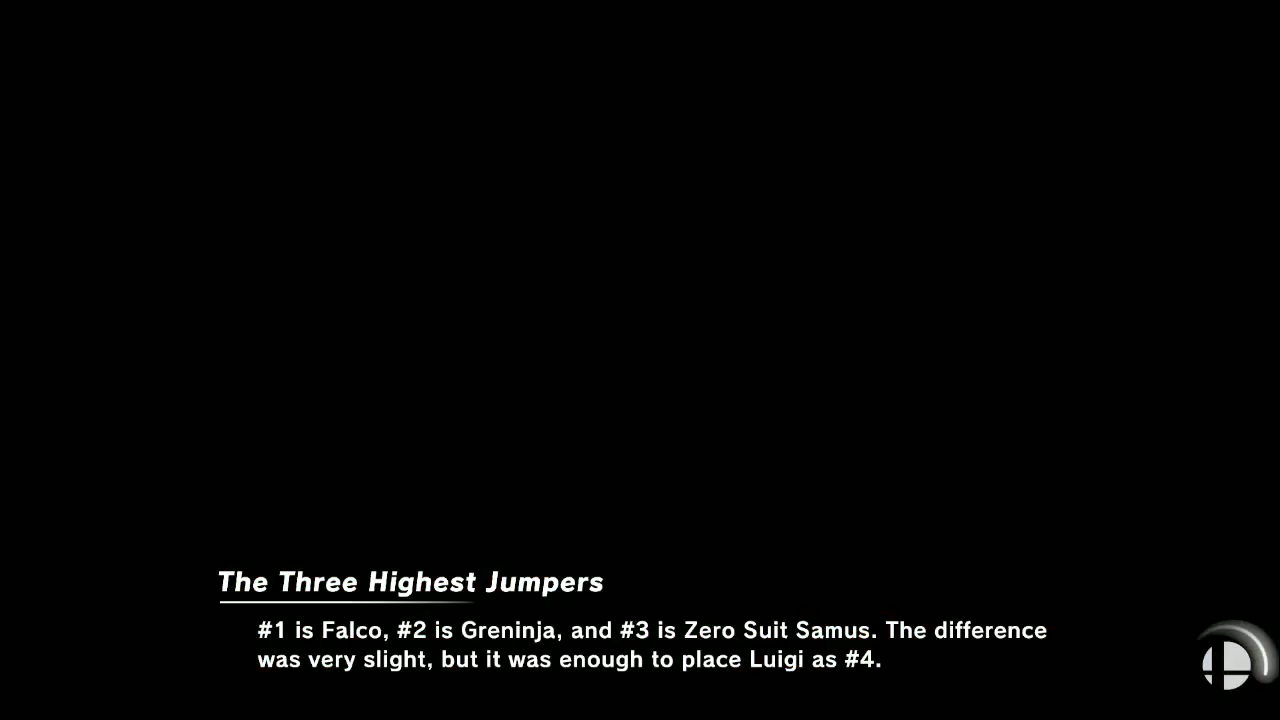 The Three Highest Jumpers
#1 is Falco, #2 is Greninja, and #3 is Zero Suit Samus. The difference
was very slight, but it was enough to place Luigi as #4.